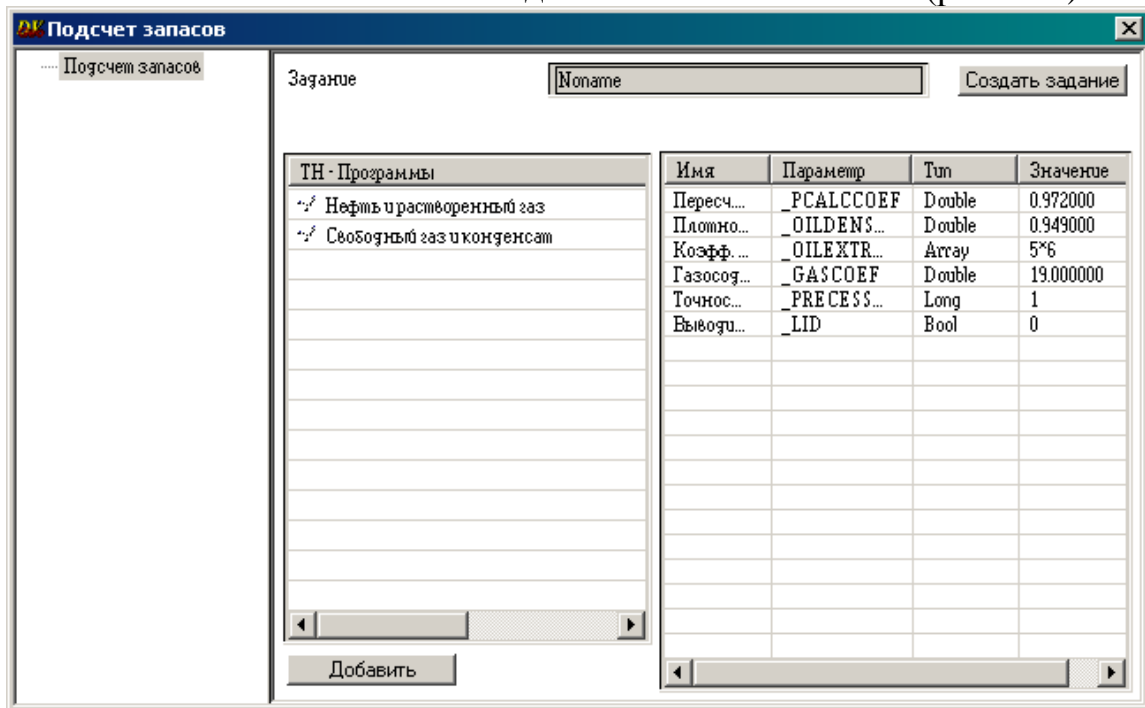 Подсчет запасов
Подсчет запасов
Задание Noname Создать задание
ТН - Программы
Нефть и растворенный газ
Свободный газ и конденсат
Добавить
Имя Параметр Тип Значение
Пересч... _PCALCCOEF Double 0.972000
Плотно... _OILDENS... Double 0.949000
Коэфф. ... _OILEXTR... Array 5*6
Газосод... _GASCOEF Double 19.000000
Точнос... _PRECESS... Long 1
Выводи... _LID Bool 0